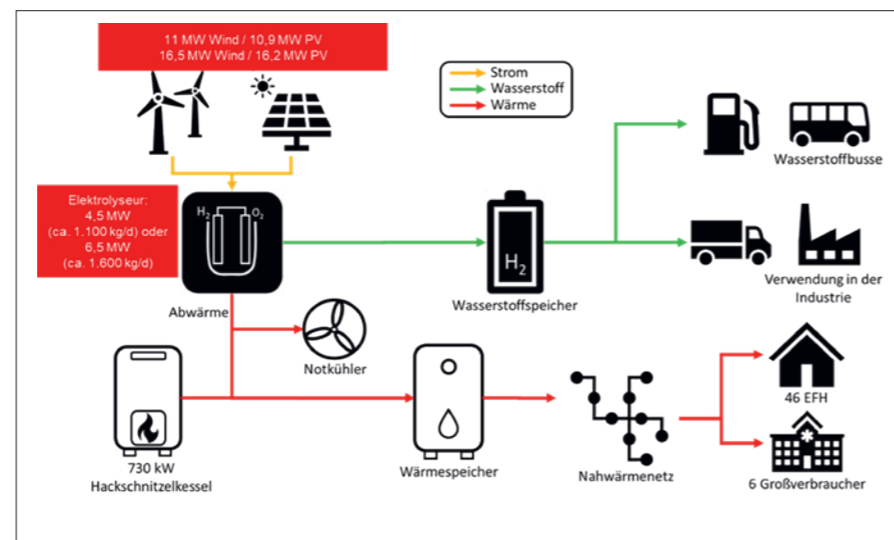 11 MW Wind / 10,9 MW PV
16,5 MW Wind / 16,2 MW PV
Strom
Wasserstoff
Wärme
Wasserstoffbusse
Elektrolyseur:
4,5 MW
(ca. 1.100 kg/d) oder
6,5 MW
(ca. 1.600 kg/d)
H2
O2
H2
Wasserstoffspeicher
Verwendung in der
Industrie
Abwärme
Notkühler
46 EFH
730 kW
Hackschnitzelkessel
Wärmespeicher
Nahwärmenetz
6 Großverbraucher